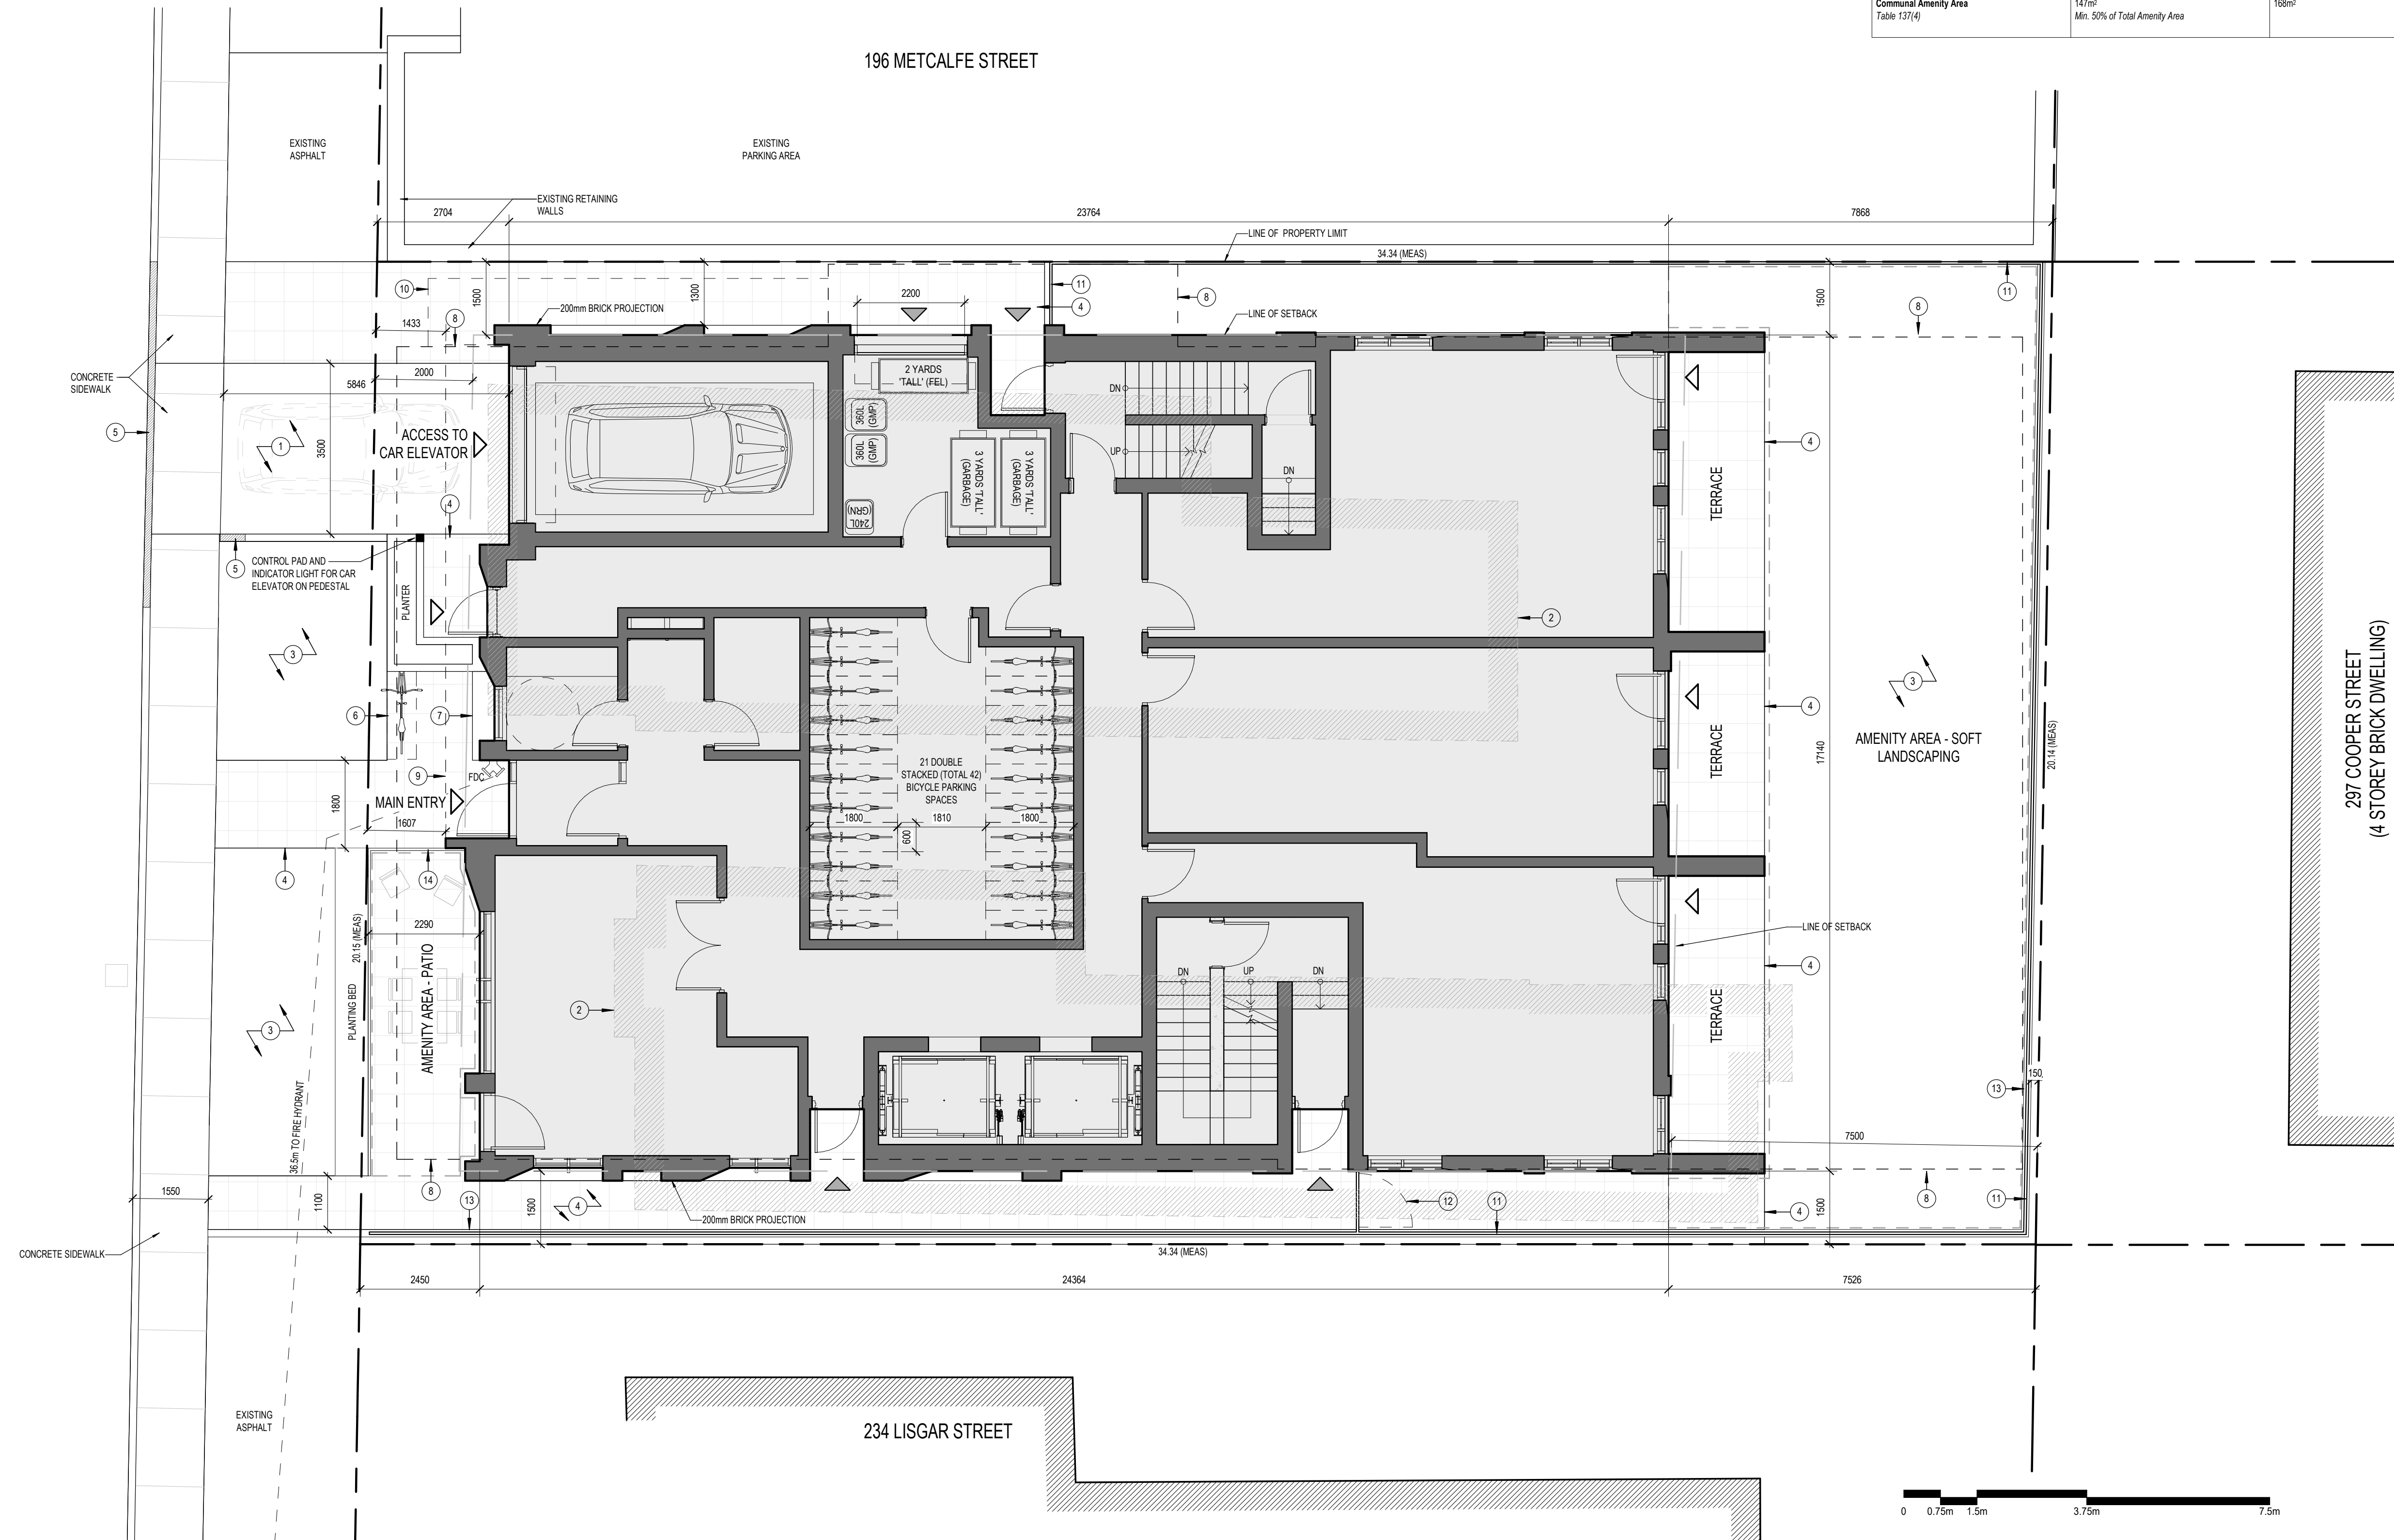 Communal Amenity Area
Table 137(4)
147m²
Min. 50% of Total Amenity Area
168m²
196 METCALFE STREET
EXISTING
ASPHALT
EXISTING
PARKING AREA
EXISTING RETAINING
WALLS
2704
23764
7868
LINE OF PROPERTY LIMIT
34.34 (MEAS)
10
1500
1300
2200
11
4
8
1500
8
11
200mm BRICK PROJECTION
LINE OF SETBACK
1433
8
CONCRETE
SIDEWALK
2000
5846
2 YARDS
'TALL' (FEL)
DN
360L
(GMP)
360L
(GMP)
5
1
3500
ACCESS TO
CAR ELEVATOR
3 YARDS 'TALL'
(GARBAGE)
3 YARDS 'TALL'
(GARBAGE)
UP
DN
4
TERRACE
4
240L
(GRN)
5
CONTROL PAD AND
INDICATOR LIGHT FOR CAR
ELEVATOR ON PEDESTAL
PLANTER
2
3
3
297 COOPER STREET
(4 STOREY BRICK DWELLING)
6
7
4
TERRACE
17140
AMENITY AREA - SOFT
LANDSCAPING
20.14 (MEAS)
9
FDC
21 DOUBLE
STACKED (TOTAL 42)
BICYCLE PARKING
SPACES
1800
MAIN ENTRY
1607
1800
1810
1800
600
4
14
20.15 (MEAS)
2290
LINE OF SETBACK
4
AMENITY AREA - PATIO
DN
UP
DN
PLANTING BED
2
3
TERRACE
36.5m TO FIRE HYDRANT
150
13
7500
1550
8
13
1100
1500
4
12
11
4
1500
8
11
200mm BRICK PROJECTION
CONCRETE SIDEWALK
34.34 (MEAS)
2450
24364
7526
EXISTING
ASPHALT
234 LISGAR STREET
0
0.75m
1.5m
3.75m
7.5m